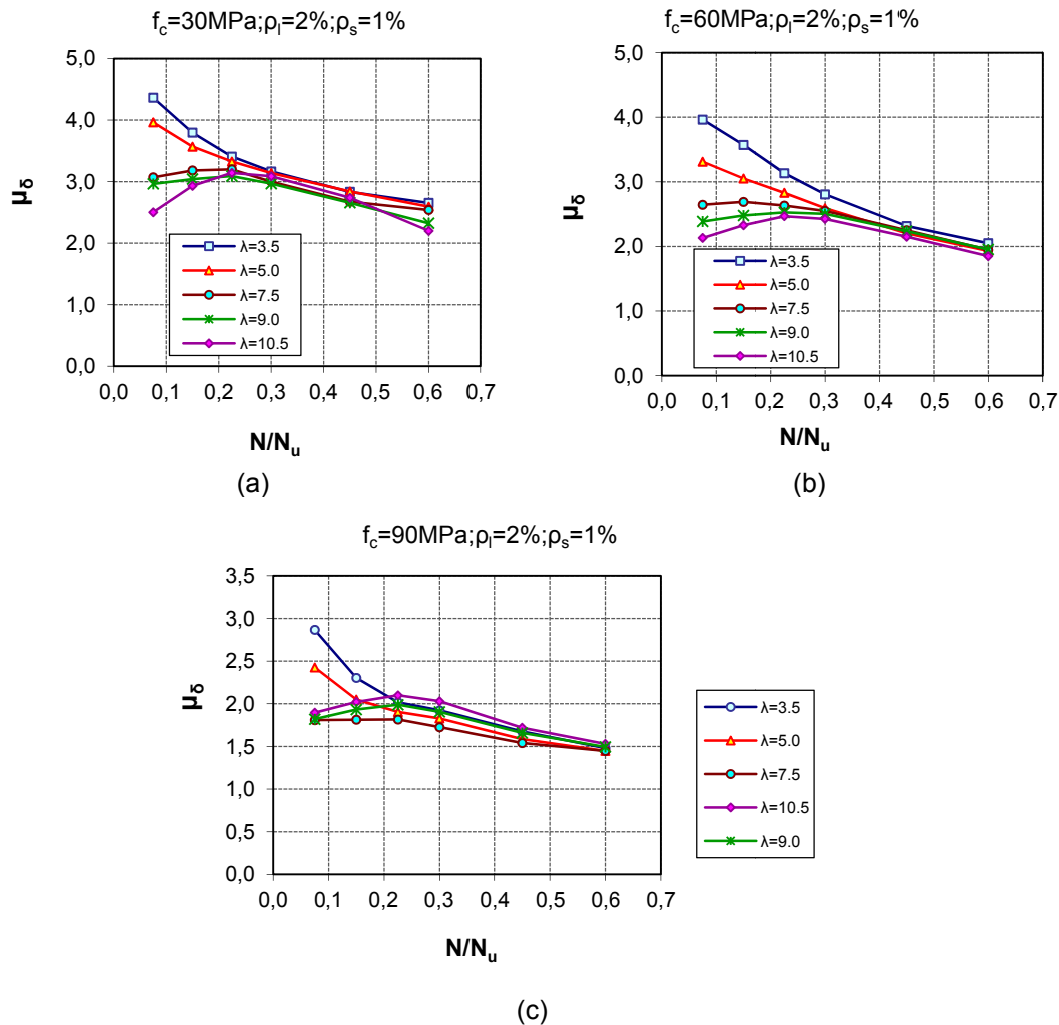 f_c=30MPa;ρ_l=2%;ρ_s=1%
5,0
4,0
3,0
2,0
1,0
0,0
μ_δ
λ=3.5
λ=5.0
λ=7.5
λ=9.0
λ=10.5
0,0 0,1 0,2 0,3 0,4 0,5 0,6 0,7
N/N_u
(a)
f_c=60MPa;ρ_l=2%;ρ_s=1%
5,0
4,0
3,0
2,0
1,0
0,0
μ_δ
λ=3.5
λ=5.0
λ=7.5
λ=9.0
λ=10.5
0,0 0,1 0,2 0,3 0,4 0,5 0,6 0,7
N/N_u
(b)
f_c=90MPa;ρ_l=2%;ρ_s=1%
3,5
3,0
2,5
2,0
1,5
1,0
0,5
0,0
μ_δ
0,0 0,1 0,2 0,3 0,4 0,5 0,6 0,7
N/N_u
λ=3.5
λ=5.0
λ=7.5
λ=10.5
λ=9.0
(c)